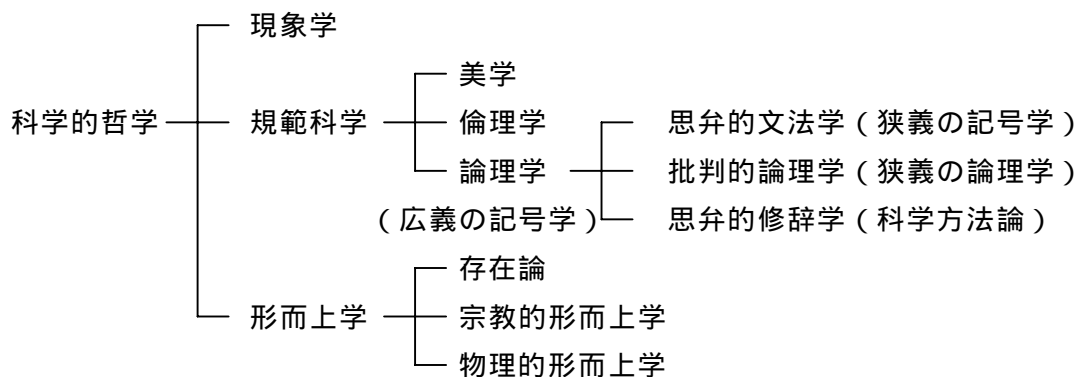 現象学
美学
科学的哲学 規範科学 倫理学 思弁的文法学(狭義の記号学)
論理学 批判的論理学(狭義の論理学)
(広義の記号学) 思弁的修辞学(科学方法論)
存在論
形而上学 宗教的形而上学
物理的形而上学